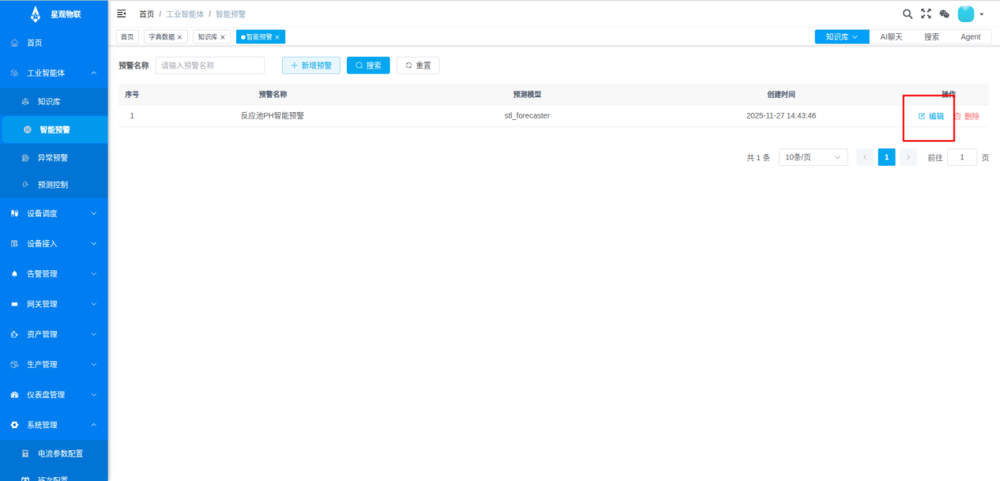 星观物联
首页 / 工业智能体 / 智能预警
首页
工业智能体
知识库
智能预警
异常预警
预测控制
设备调度
设备接入
告警管理
网关管理
资产管理
生产管理
仪表盘管理
系统管理
电流参数配置
班次配置
首页 字典数据 × 知识库 × 智能预警 ×
知识库 AI聊天 搜索 Agent
预警名称 请输入预警名称 + 新增预警 搜索 重置
序号 预警名称 预测模型 创建时间 操作
1 反应池PH智能预警 stl_forecaster 2025-11-27 14:43:46 编辑 删除
共 1 条 10条/页 < 1 > 前往 1 页